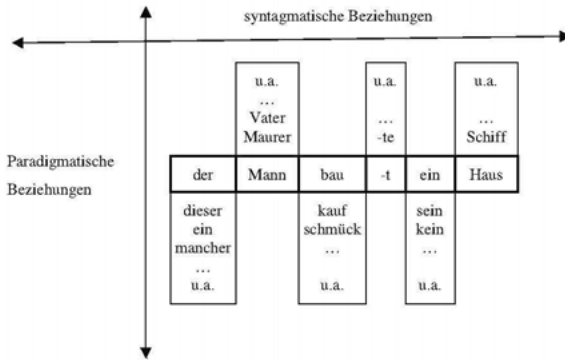 syntagmatische Beziehungen
u.a. u.a. u.a.
… … …
Vater
Maurer -te Schiff
Paradigmatische
Beziehungen
der Mann bau -t ein Haus
dieser kauf sein
ein schmück kein
mancher … …
…
u.a. u.a. u.a.